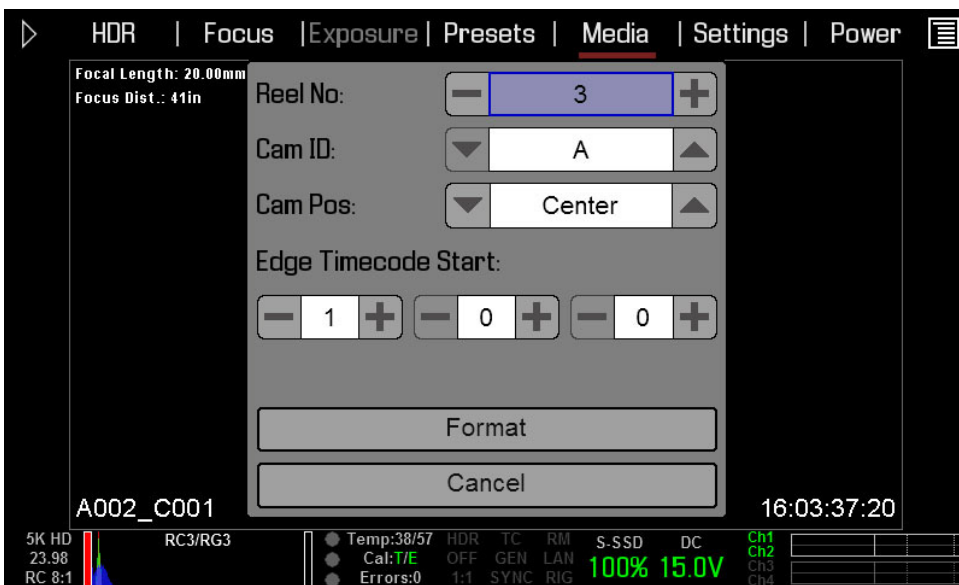 HDR | Focus | Exposure | Presets | Media | Settings | Power
Focal Length: 20.00mm
Focus Dist.: 41in
Reel No: 3
Cam ID: A
Cam Pos: Center
Edge Timecode Start:
1 0 0
Format
Cancel
A002_C001 16:03:37:20
5K HD RC3/RG3 Temp:38/57 HDR TC RM S-SSD DC Ch1
Ch2
23.98 Cal:T/E OFF GEN LAN 100% 15.0V Ch3
RC 8:1 Errors:0 1:1 SYNC RIG Ch4